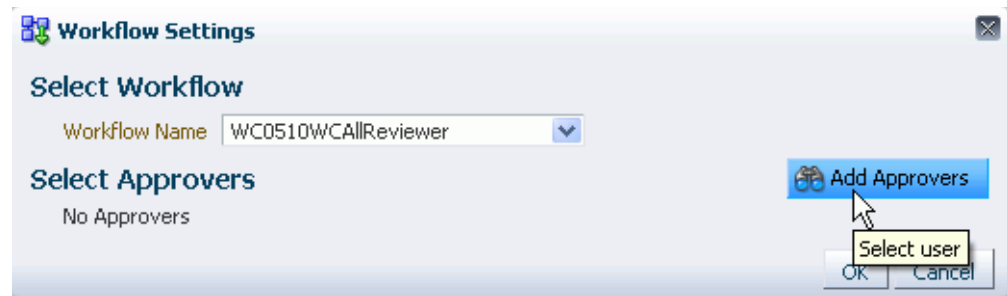 Workflow Settings
Select Workflow
Workflow Name WC0510WCAllReviewer
Select Approvers
Add Approvers
No Approvers
Select user
OK Cancel